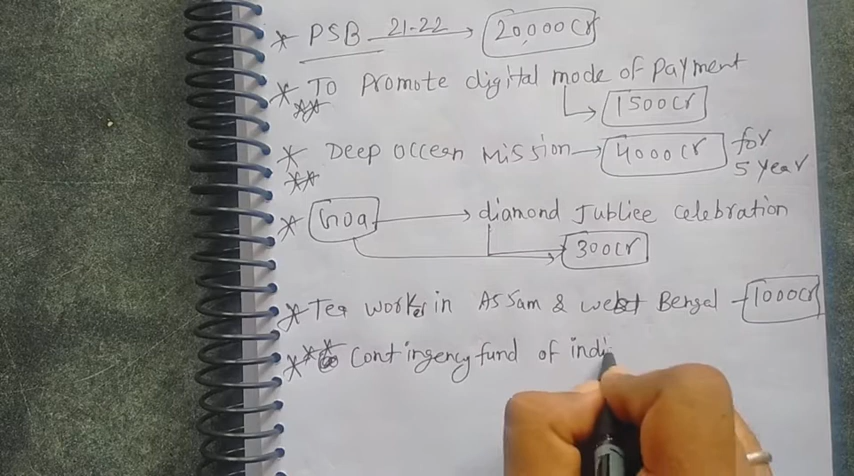 * PSB 21-22 → 20,000 cr
* ** To promote digital mode of payment
→ 1500 cr
* ** Deep occean mission → 4000 cr for
5 year
* Goa → diamond Jubliee celebration
300 cr
* Tea worker in Assam & west Bengal - 1000 cr
*** Contingency fund of indi